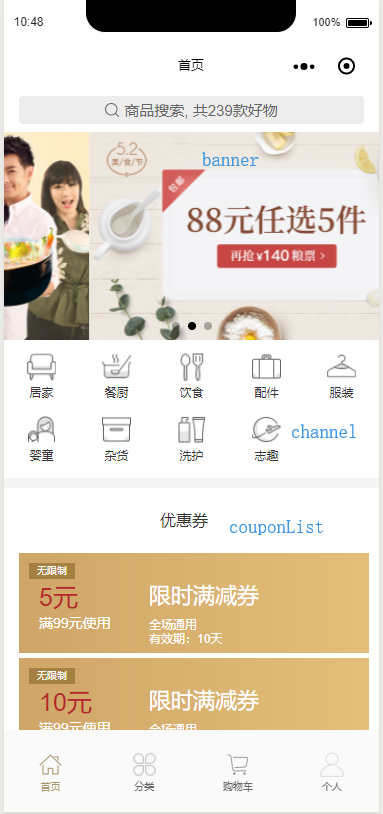 10:48
100%
首页
商品搜索, 共239款好物
5.2
美/食/节
banner
包邮
88元任选5件
再抢 ¥140 粮票 >
居家
餐厨
饮食
配件
服装
婴童
杂货
洗护
志趣
channel
优惠券
couponList
无限制
5元
限时满减券
满99元使用
全场通用
有效期：10天
无限制
10元
限时满减券
满99元使用
全场通用
首页
分类
购物车
个人